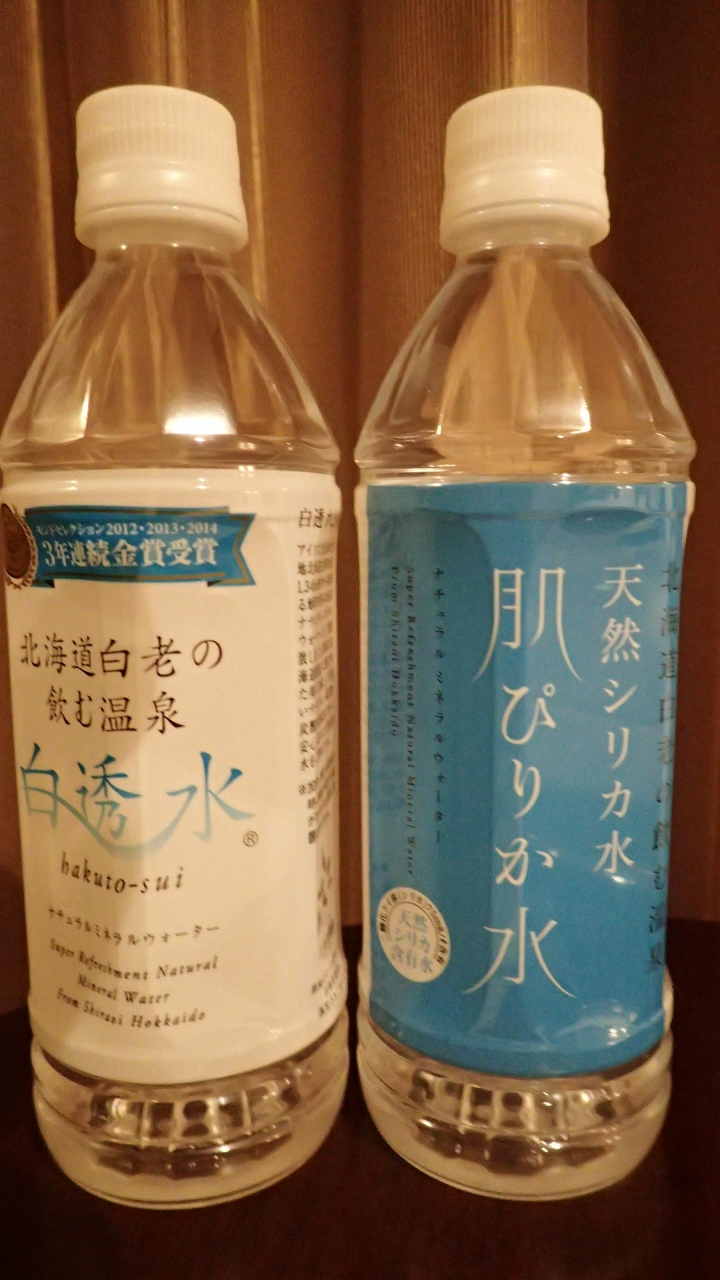 モンドセレクション2012・2013・2014
3年連続金賞受賞
北海道白老の
飲む温泉
白透水
®
hakuto-sui
ナチュラルミネラルウォーター
Super Refreshment Natural
Mineral Water
From Shiraoi Hokkaido
北海道白老の飲む温泉
天然シリカ水
肌ぴりか水
ナチュラルミネラルウォーター
Super Refreshment Natural Mineral Water
From Shiraoi Hokkaido
天然
シリカ
含有水